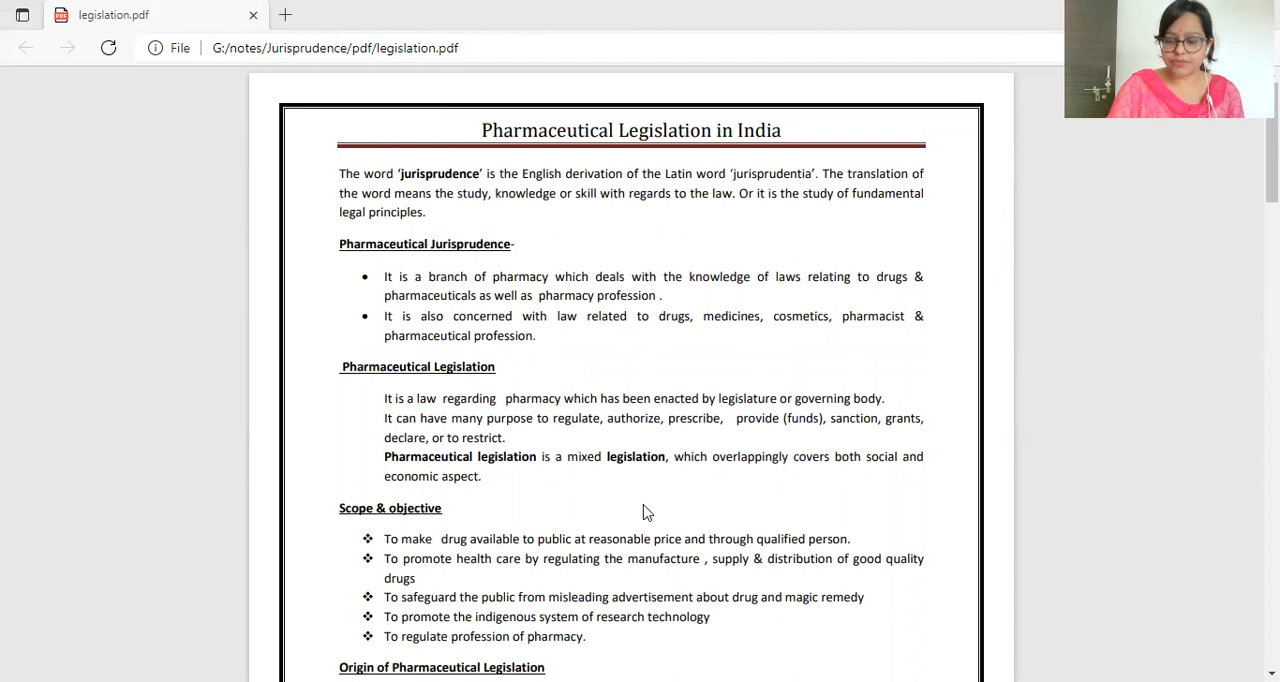 legislation.pdf
File
G:/notes/Jurisprudence/pdf/legislation.pdf
Pharmaceutical Legislation in India
The word ‘jurisprudence’ is the English derivation of the Latin word ‘jurisprudentia’. The translation of
the word means the study, knowledge or skill with regards to the law. Or it is the study of fundamental
legal principles.
Pharmaceutical Jurisprudence-
• It is a branch of pharmacy which deals with the knowledge of laws relating to drugs &
pharmaceuticals as well as pharmacy profession .
• It is also concerned with law related to drugs, medicines, cosmetics, pharmacist &
pharmaceutical profession.
Pharmaceutical Legislation
It is a law regarding pharmacy which has been enacted by legislature or governing body.
It can have many purpose to regulate, authorize, prescribe, provide (funds), sanction, grants,
declare, or to restrict.
Pharmaceutical legislation is a mixed legislation, which overlappingly covers both social and
economic aspect.
Scope & objective
❖ To make drug available to public at reasonable price and through qualified person.
❖ To promote health care by regulating the manufacture , supply & distribution of good quality
drugs
❖ To safeguard the public from misleading advertisement about drug and magic remedy
❖ To promote the indigenous system of research technology
❖ To regulate profession of pharmacy.
Origin of Pharmaceutical Legislation